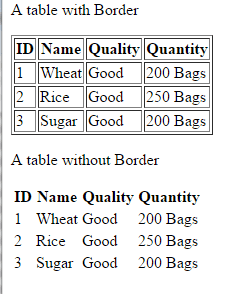 A table with Border
ID Name Quality Quantity
1 Wheat Good 200 Bags
2 Rice Good 250 Bags
3 Sugar Good 200 Bags
A table without Border
ID Name Quality Quantity
1 Wheat Good 200 Bags
2 Rice Good 250 Bags
3 Sugar Good 200 Bags